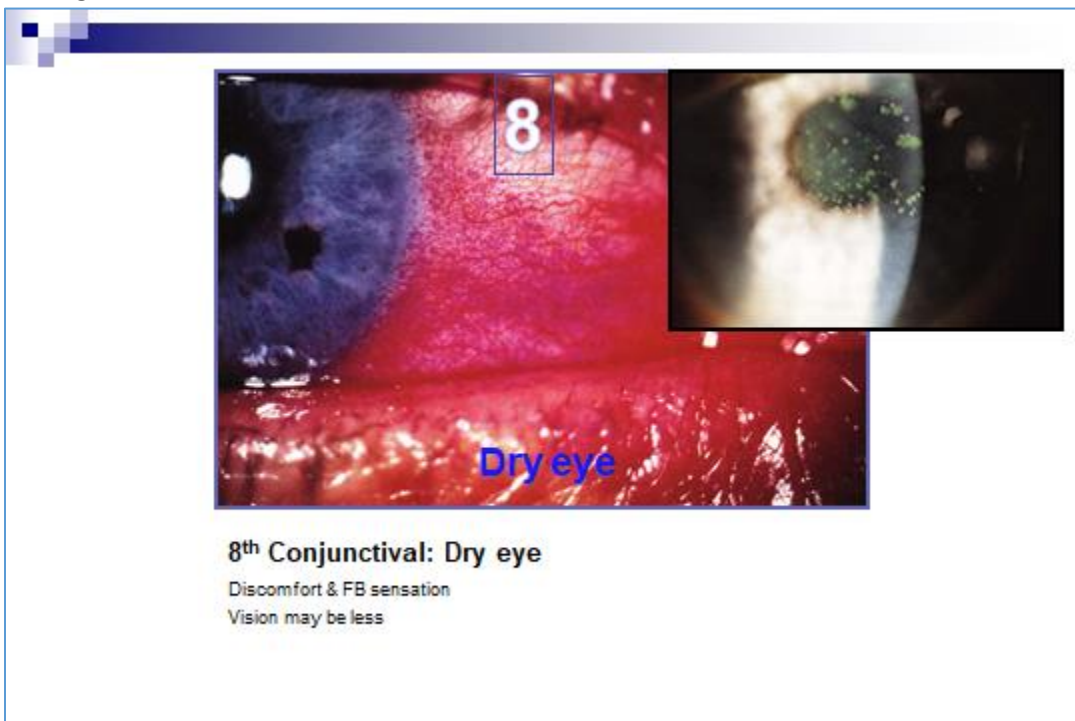 8
Dry eye
8th Conjunctival: Dry eye
Discomfort & FB sensation
Vision may be less